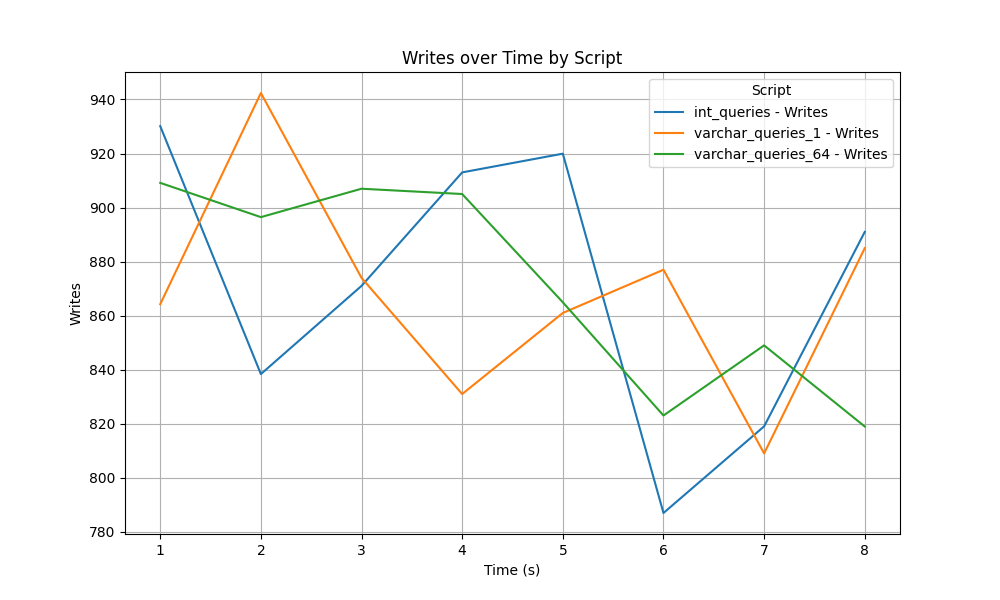 Writes over Time by Script
Script
int_queries - Writes
varchar_queries_1 - Writes
varchar_queries_64 - Writes
Writes
940
920
900
880
860
840
820
800
780
1 2 3 4 5 6 7 8
Time (s)